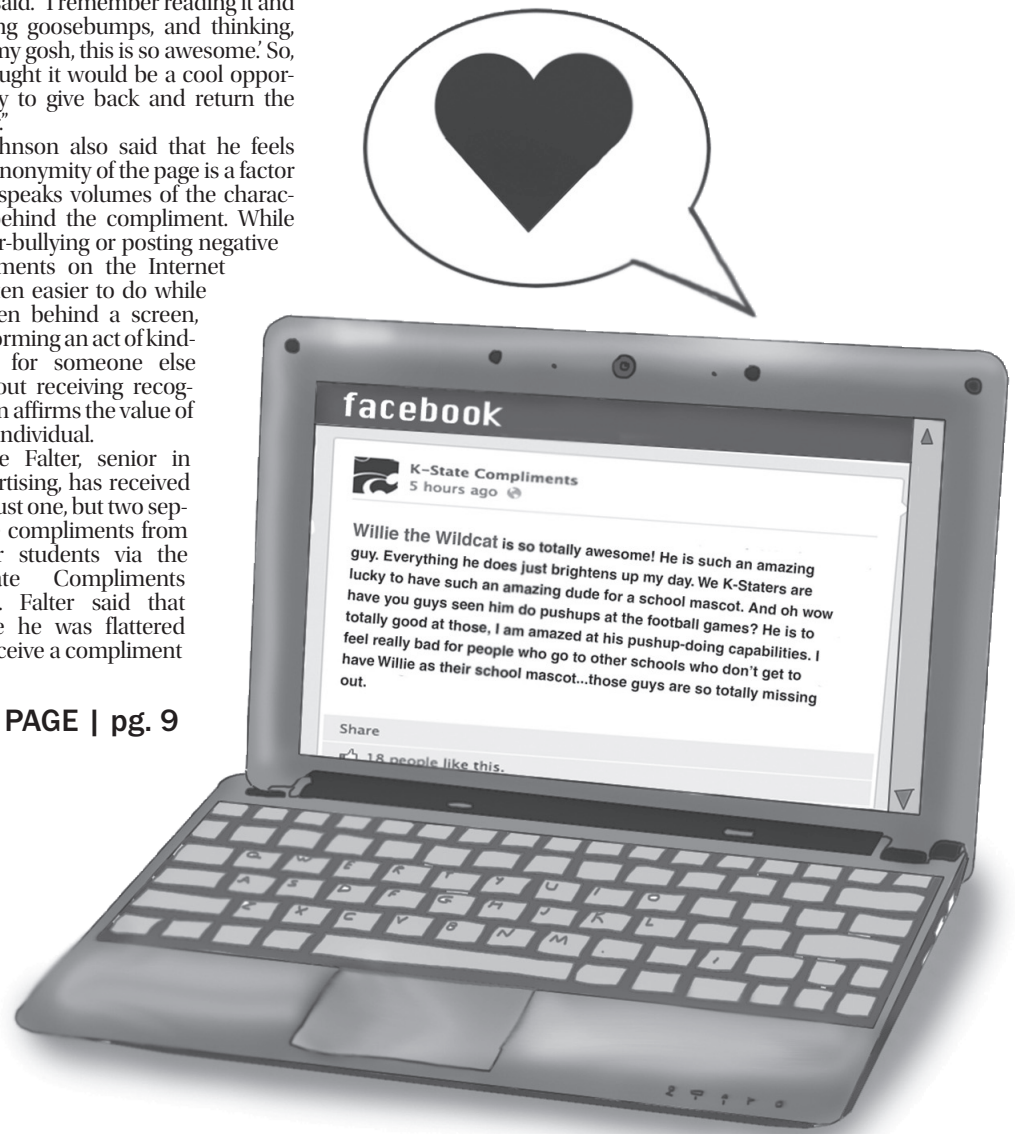 said. "I remember reading it and
ng goosebumps, and thinking,
my gosh, this is so awesome.' So,
ught it would be a cool oppor-
y to give back and return the
."
hnson also said that he feels
nonymity of the page is a factor
speaks volumes of the charac-
ehind the compliment. While
r-bullying or posting negative
ments on the Internet
en easier to do while
en behind a screen,
orming an act of kind-
for someone else
out receiving recog-
n affirms the value of
individual.
e Falter, senior in
rtising, has received
ust one, but two sep-
compliments from
r students via the
ate Compliments
. Falter said that
e he was flattered
ceive a compliment
PAGE | pg. 9
facebook
K-State Compliments
5 hours ago
Willie the Wildcat is so totally awesome! He is such an amazing
guy. Everything he does just brightens up my day. We K-Staters are
lucky to have such an amazing dude for a school mascot. And oh wow
have you guys seen him do pushups at the football games? He is to
totally good at those, I am amazed at his pushup-doing capabilities. I
feel really bad for people who go to other schools who don't get to
have Willie as their school mascot...those guys are so totally missing
out.
Share
18 people like this.
Q W E R T Y U I O
A S D F G H J K L
Z X C V B N M . ,